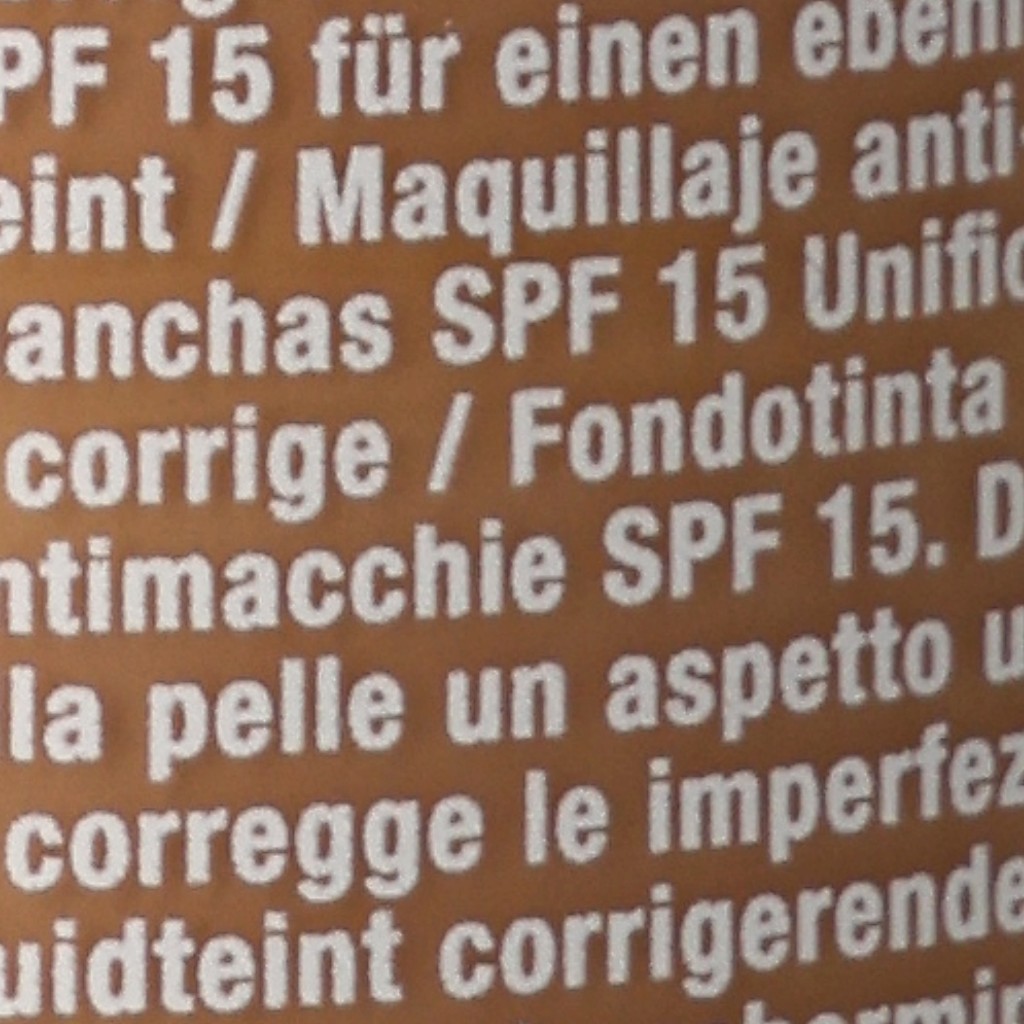 PF 15 für einen eben
eint / Maquillaje anti-
anchas SPF 15 Unific
corrige / Fondotinta
ntimacchie SPF 15. D
la pelle un aspetto u
corregge le imperfez
uidteint corrigerende